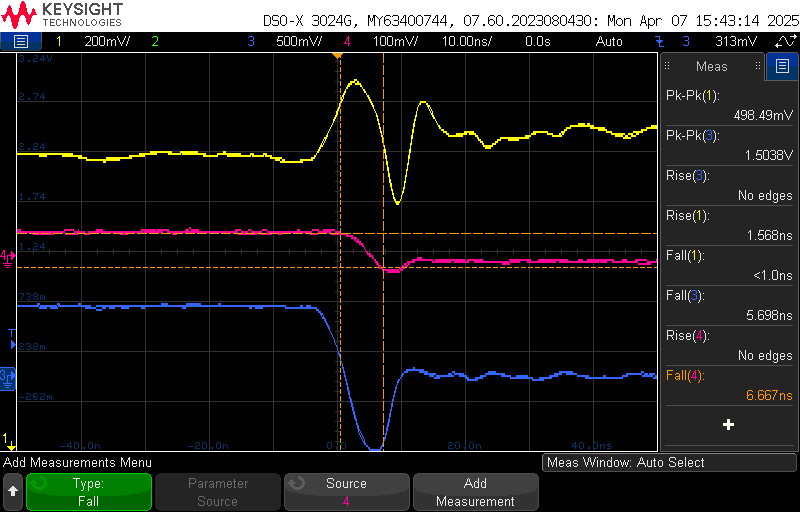 KEYSIGHT
TECHNOLOGIES
DSO-X 3024G, MY63400744, 07.60.2023080430: Mon Apr 07 15:43:14 2025
1 200mV/ 2 3 500mV/ 4 100mV/ 10.00ns/ 0.0s Auto 3 313mV
3.24V
2.74
2.24
1.74
1.24
738m
238m
-262m
-40.0n -20.0n 0.0 20.0n 40.0ns
4
T
3
1
Meas
Pk-Pk(1):
498.49mV
Pk-Pk(3):
1.5038V
Rise(3):
No edges
Rise(1):
1.568ns
Fall(1):
<1.0ns
Fall(3):
5.698ns
Rise(4):
No edges
Fall(4):
6.667ns
Add Measurements Menu
Meas Window: Auto Select
Type:
Fall
Parameter
Source
Source
4
Add
Measurement